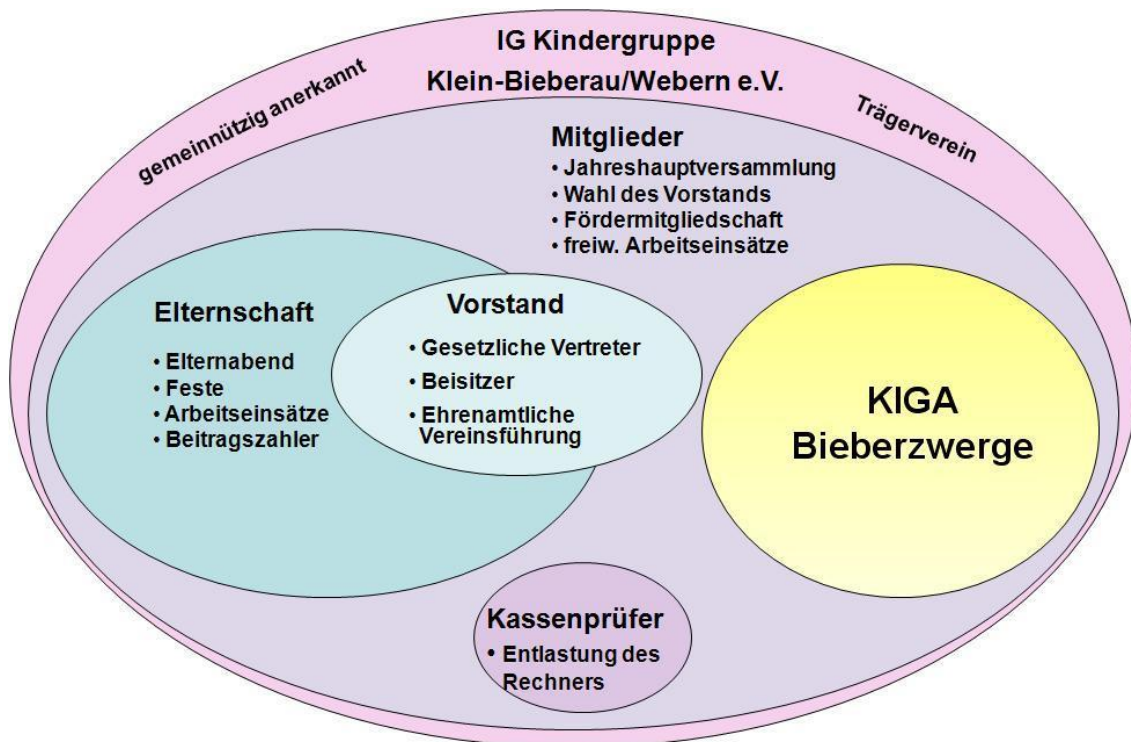 IG Kindergruppe
Klein-Bieberau/Webern e.V.
gemeinnützig anerkannt
Trägerverein
Mitglieder
• Jahreshauptversammlung
• Wahl des Vorstands
• Fördermitgliedschaft
• freiw. Arbeitseinsätze
Elternschaft
• Elternabend
• Feste
• Arbeitseinsätze
• Beitragszahler
Vorstand
• Gesetzliche Vertreter
• Beisitzer
• Ehrenamtliche
Vereinsführung
KIGA
Bieberzwerge
Kassenprüfer
• Entlastung des
Rechners